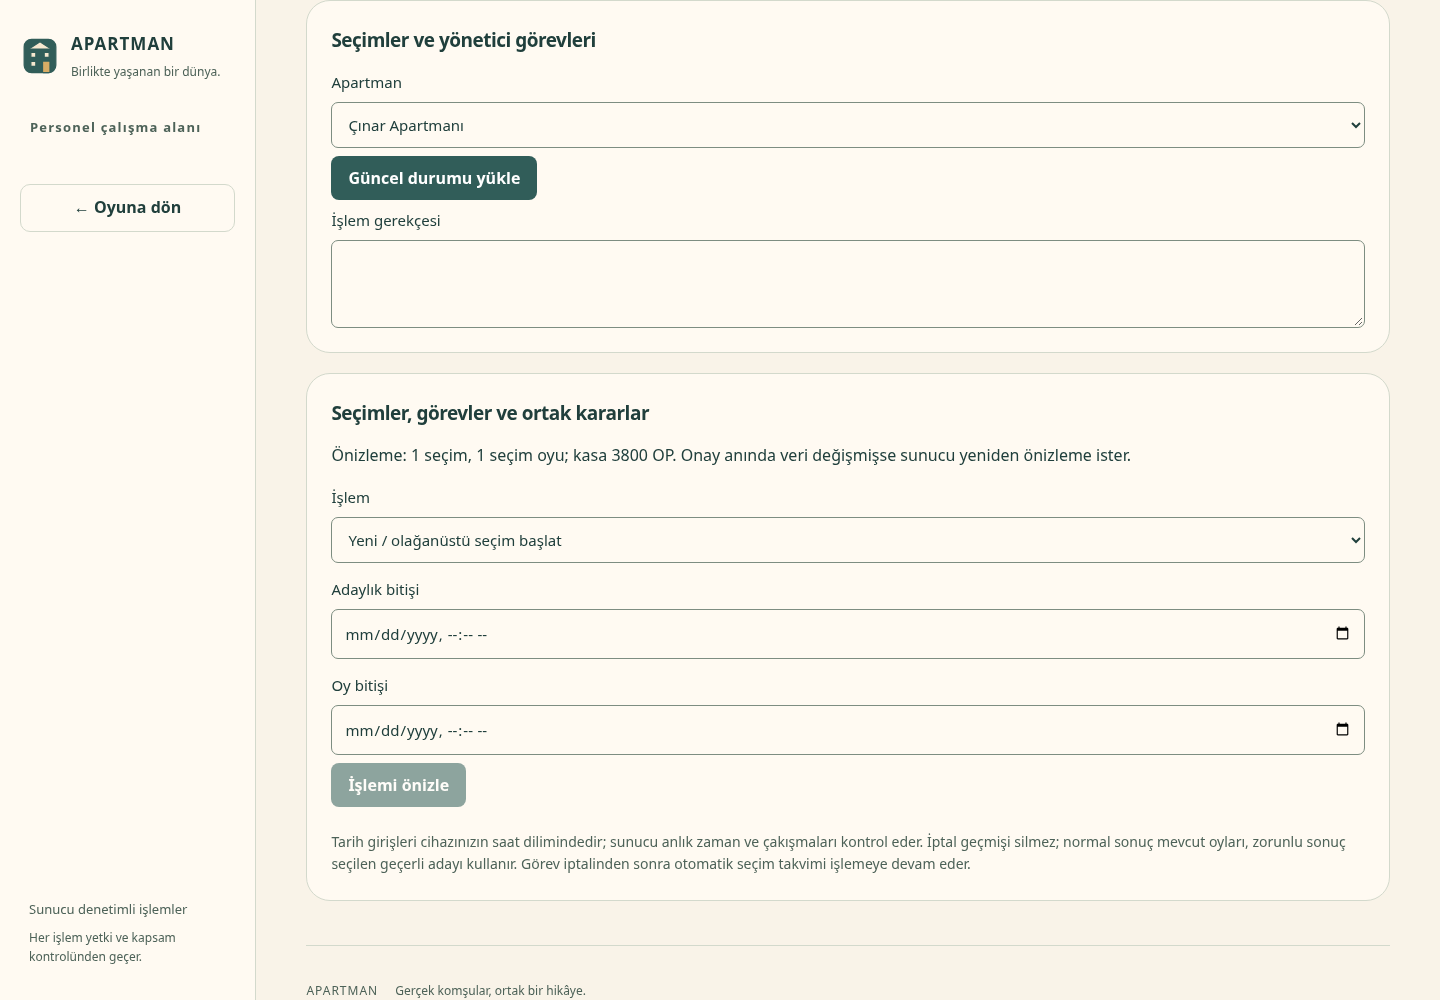 APARTMAN
Birlikte yaşanan bir dünya.
Personel çalışma alanı
← Oyuna dön
Sunucu denetimli işlemler
Her işlem yetki ve kapsam
kontrolünden geçer.
Seçimler ve yönetici görevleri
Apartman
Çınar Apartmanı
Güncel durumu yükle
İşlem gerekçesi
Seçimler, görevler ve ortak kararlar
Önizleme: 1 seçim, 1 seçim oyu; kasa 3800 OP. Onay anında veri değişmişse sunucu yeniden önizleme ister.
İşlem
Yeni / olağanüstü seçim başlat
Adaylık bitişi
mm/dd/yyyy, --:-- --
Oy bitişi
mm/dd/yyyy, --:-- --
İşlemi önizle
Tarih girişleri cihazınızın saat dilimindedir; sunucu anlık zaman ve çakışmaları kontrol eder. İptal geçmişi silmez; normal sonuç mevcut oyları, zorunlu sonuç
seçilen geçerli adayı kullanır. Görev iptalinden sonra otomatik seçim takvimi işlemeye devam eder.
APARTMAN Gerçek komşular, ortak bir hikâye.